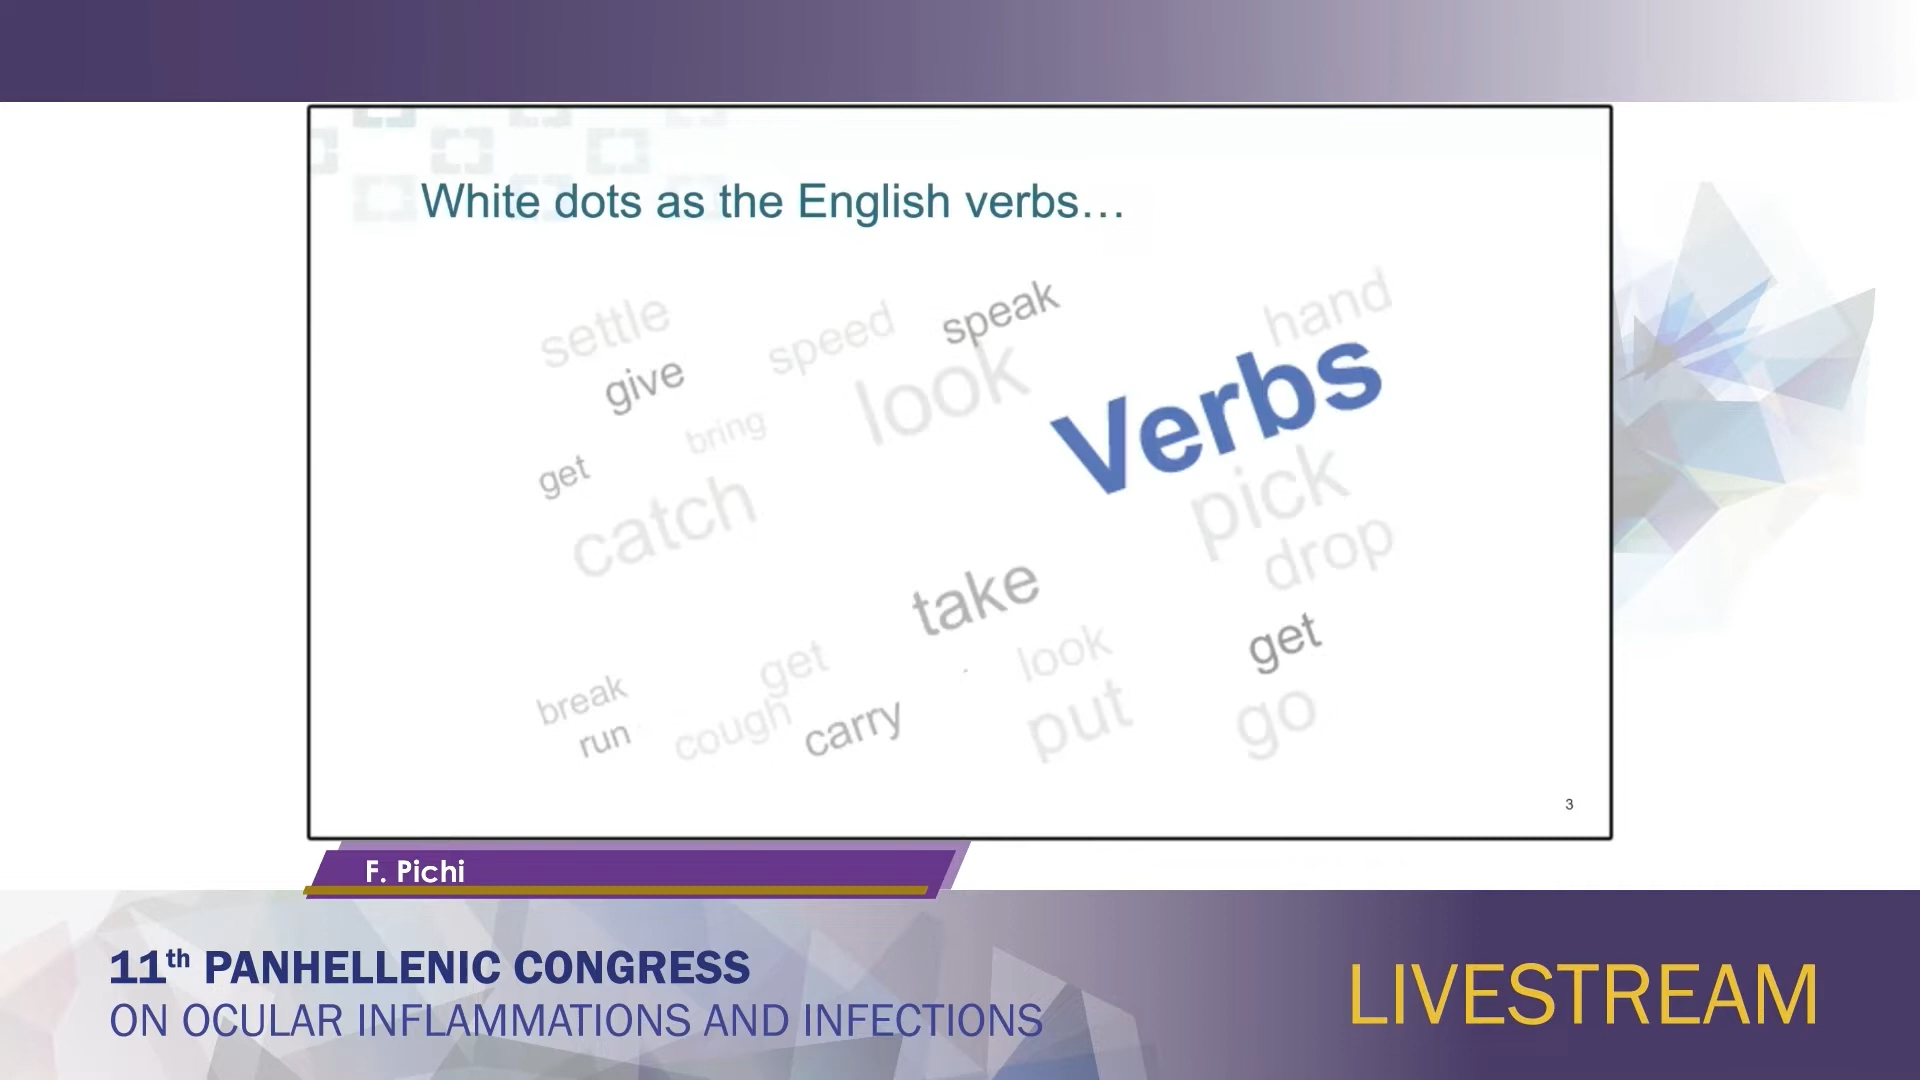 White dots as the English verbs…
settle
speed
speak
hand
give
look
Verbs
bring
get
catch
pick
drop
take
get
look
get
break
put
go
run
cough
carry
3
F. Pichi
11th PANHELLENIC CONGRESS
ON OCULAR INFLAMMATIONS AND INFECTIONS
LIVESTREAM